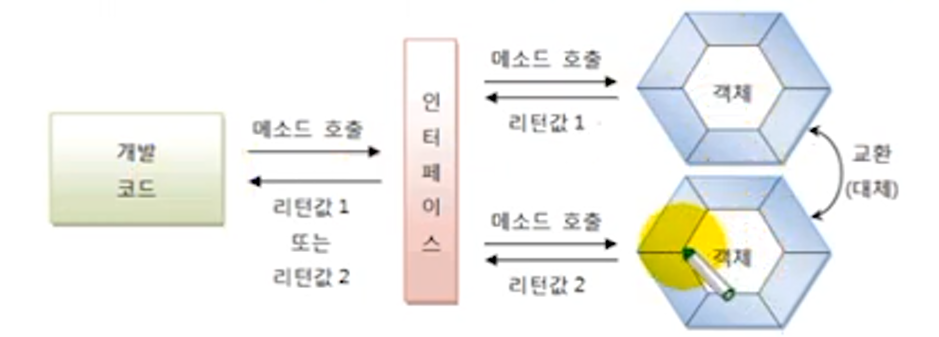 개발
코드
메소드 호출
리턴값 1
또는
리턴값 2
인
터
페
이
스
메소드 호출
리턴값 1
객체
교환
(대체)
메소드 호출
리턴값 2
객체